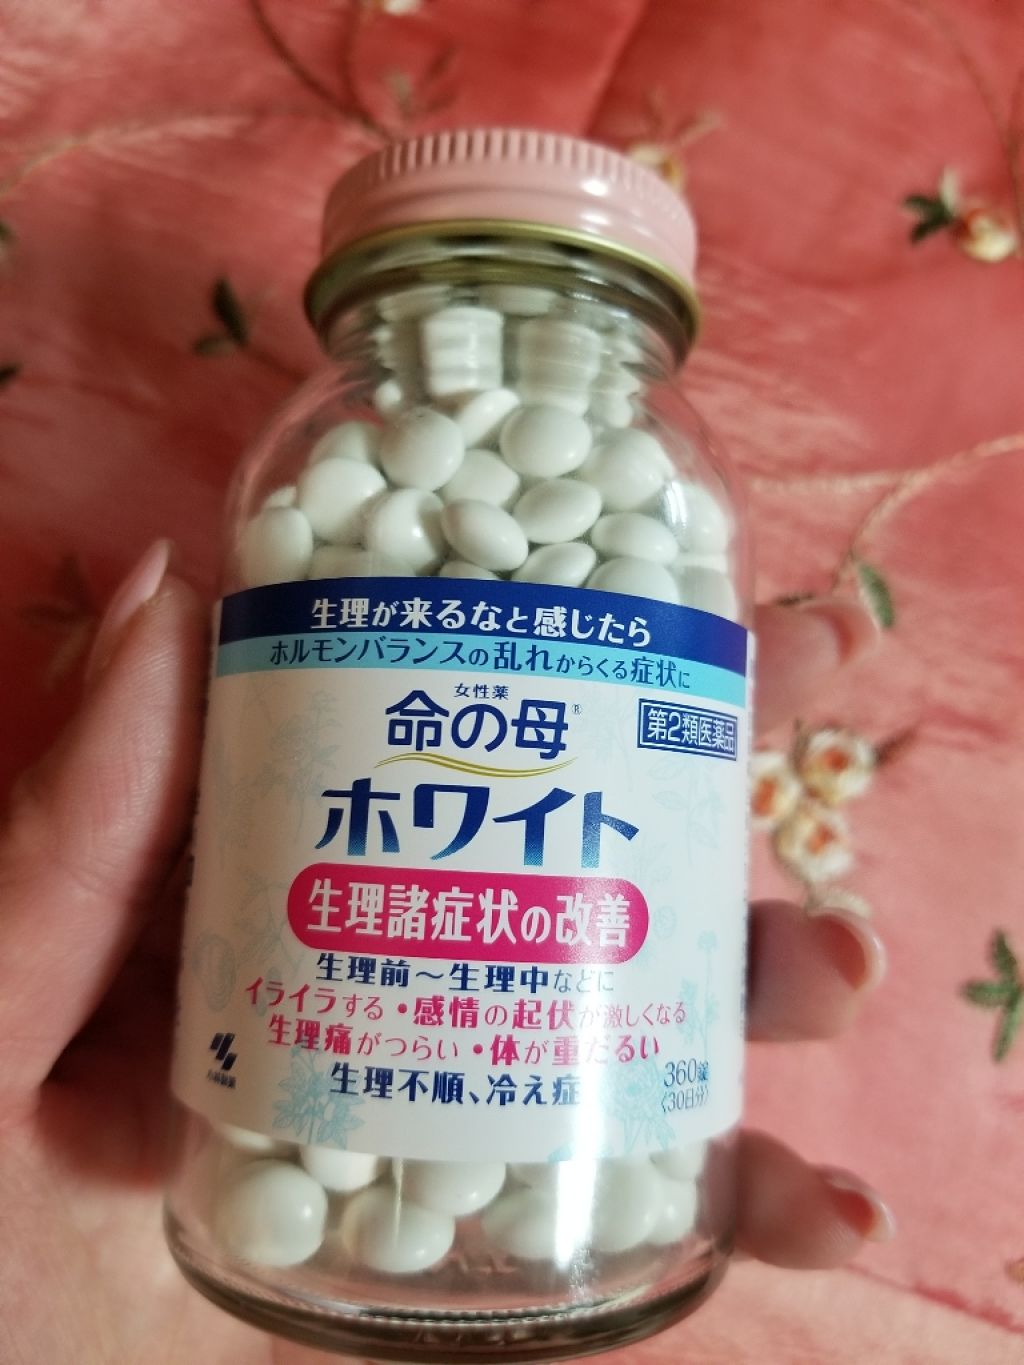 生理が来るなと感じたら
ホルモンバランスの乱れからくる症状に
女性薬
命の母®
第2類医薬品
ホワイト
生理諸症状の改善
生理前〜生理中などに
イライラする・感情の起伏が激しくなる
生理痛がつらい・体が重だるい
生理不順、冷え症
小林製薬
360錠
〈30日分〉